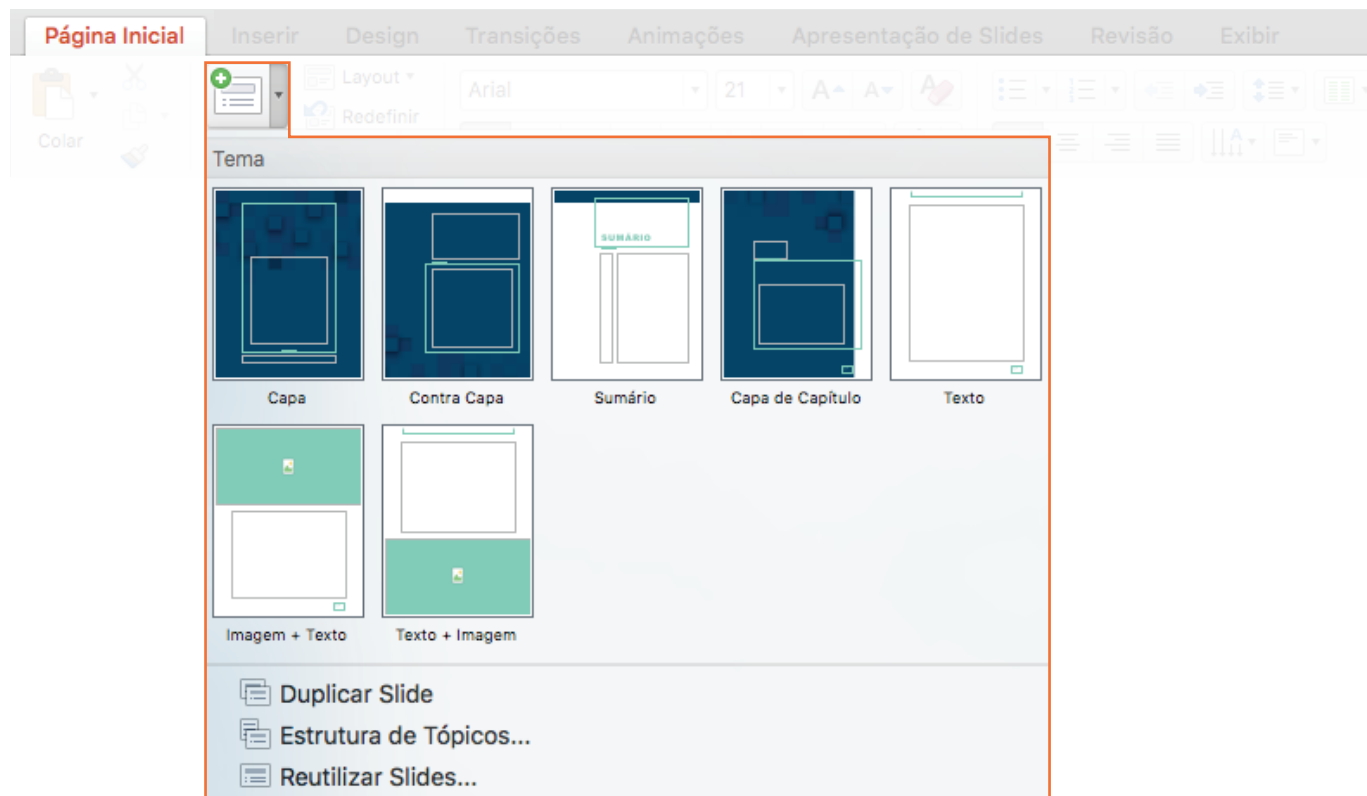 Página Inicial Inserir Design Transições Animações Apresentação de Slides Revisão Exibir
Layout
Arial 21
Redefinir
Colar
Tema
SUMÁRIO
Capa Contra Capa Sumário Capa de Capítulo Texto
Imagem + Texto Texto + Imagem
Duplicar Slide
Estrutura de Tópicos...
Reutilizar Slides...